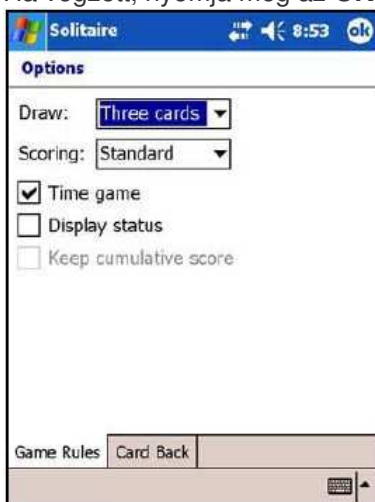 Solitaire 8:53 ok
Options
Draw: Three cards
Scoring: Standard
Time game
Display status
Keep cumulative score
Game Rules Card Back